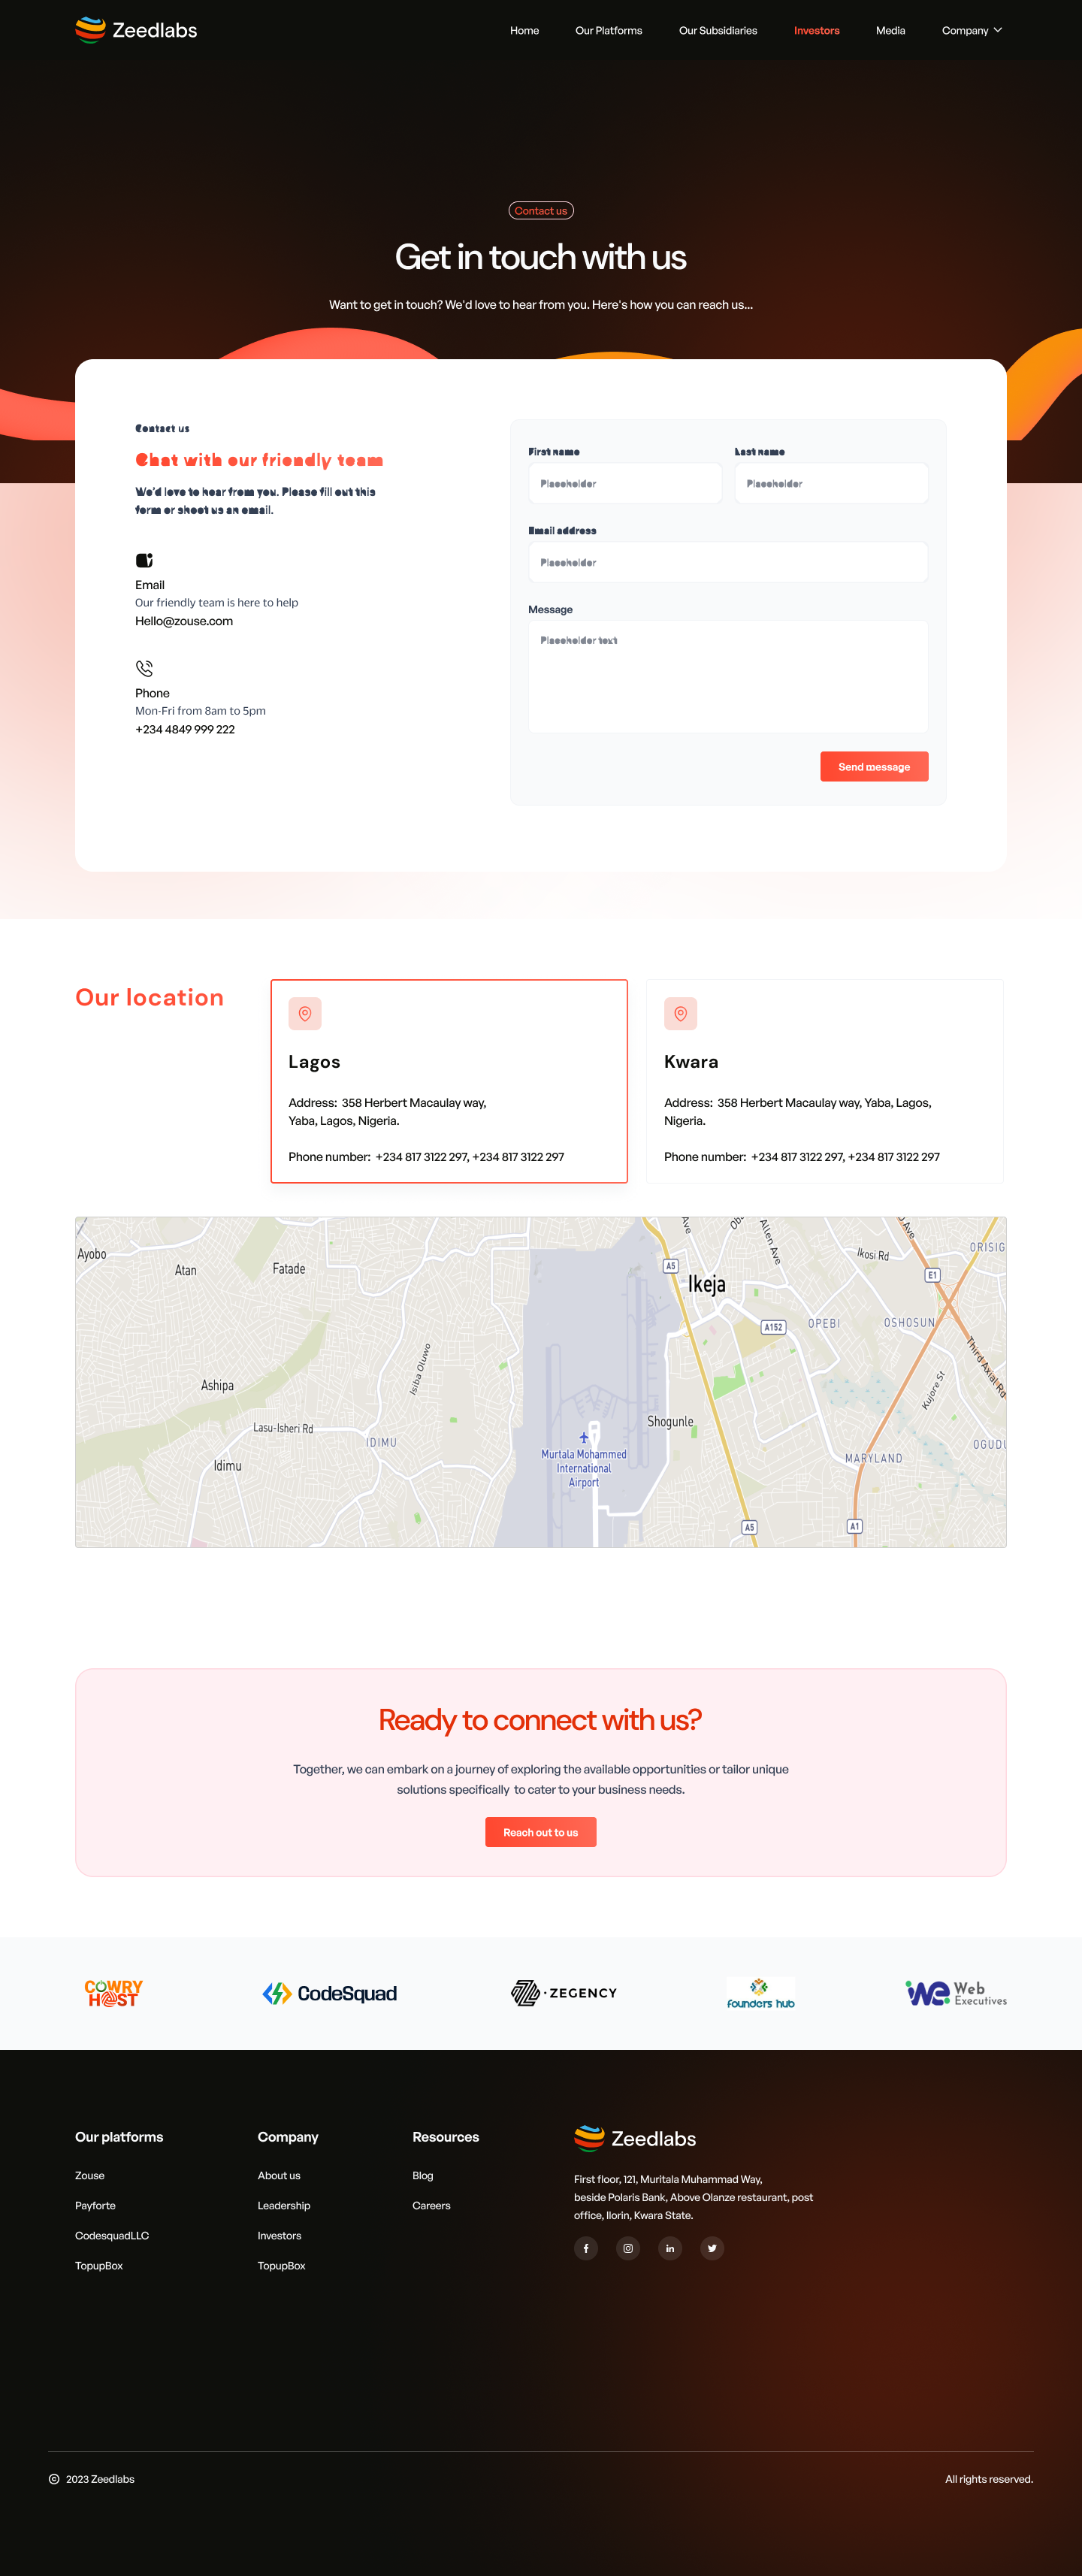 Zeedlabs
Home Our Platforms Our Subsidiaries Investors Media Company
Contact us
Get in touch with us
Want to get in touch? We'd love to hear from you. Here's how you can reach us...
Contact us
Chat with our friendly team
We'd love to hear from you. Please fill out this
form or shoot us an email.
Email
Our friendly team is here to help
Hello@zouse.com
Phone
Mon-Fri from 8am to 5pm
+234 4849 999 222
First name Last name
Placeholder Placeholder
Email address
Placeholder
Message
Placeholder text
Send message
Our location
Lagos
Address: 358 Herbert Macaulay way,
Yaba, Lagos, Nigeria.
Phone number: +234 817 3122 297, +234 817 3122 297
Kwara
Address: 358 Herbert Macaulay way, Yaba, Lagos,
Nigeria.
Phone number: +234 817 3122 297, +234 817 3122 297
Ave
Allen Ave
Ave
Ayobo
Atan
Fatade
A5
Ikeja
Ikosi Rd
E1
A152
OPEBI
OSHOSUN
Third Axial Rd
Isiba Oluwo
Ashipa
Kujore St
Lasu-Isheri Rd
IDIMU
Shogunle
Idimu
Murtala Mohammed
International
Airport
MARYLAND
A5
A1
Ready to connect with us?
Together, we can embark on a journey of exploring the available opportunities or tailor unique
solutions specifically to cater to your business needs.
Reach out to us
COWRY
HOST
CodeSquad
ZEGENCY
founders hub
we Web
Executives
Our platforms
Zouse
Payforte
CodesquadLLC
TopupBox
Company
About us
Leadership
Investors
TopupBox
Resources
Blog
Careers
Zeedlabs
First floor, 121, Muritala Muhammad Way,
beside Polaris Bank, Above Olanze restaurant, post
office, Ilorin, Kwara State.
© 2023 Zeedlabs
All rights reserved.